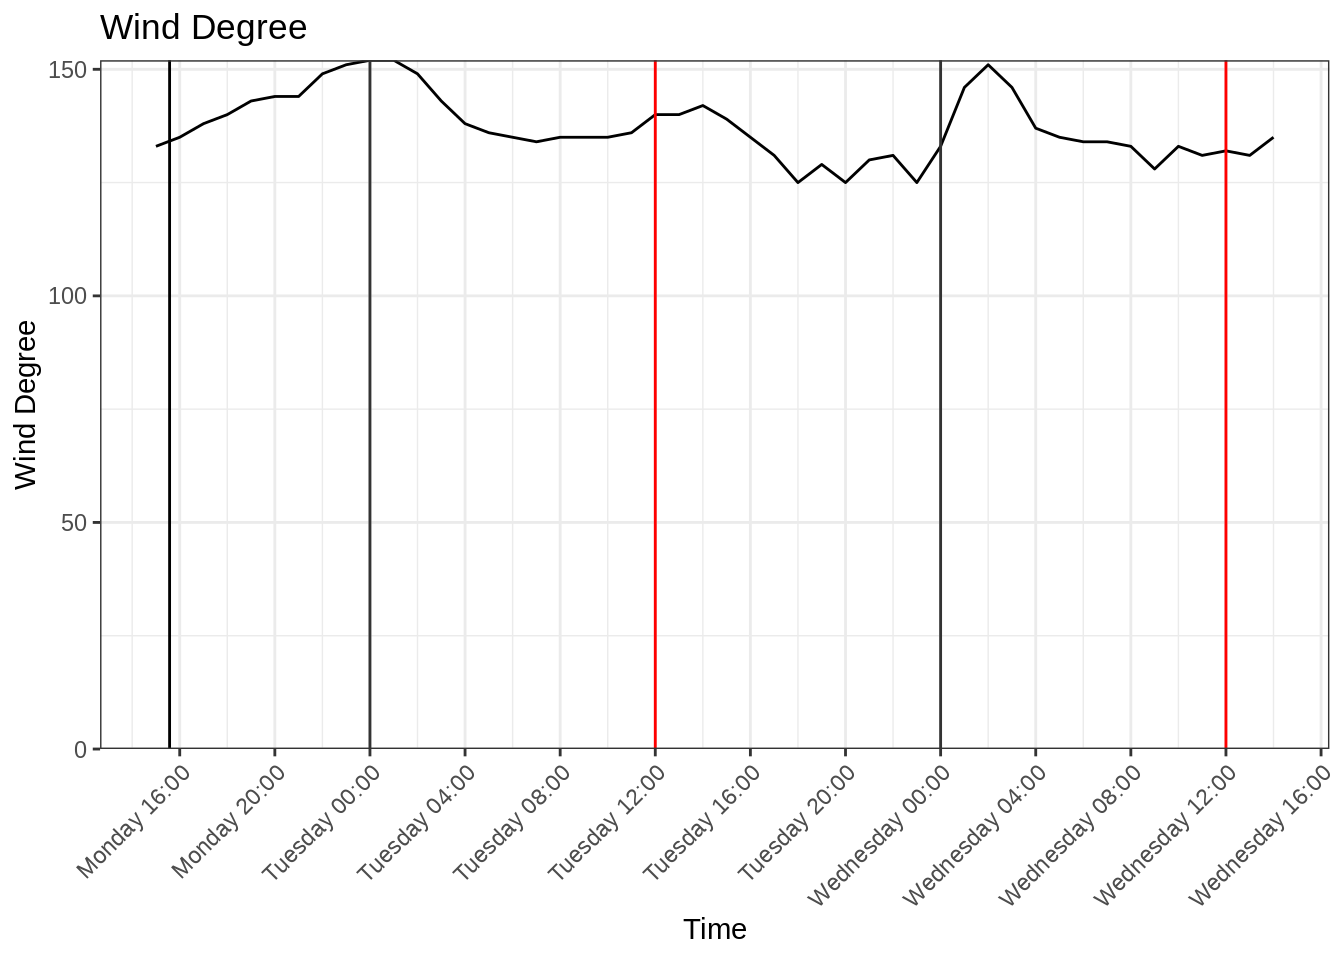 Wind Degree
Wind Degree
150
100
50
0
Monday 16:00
Monday 20:00
Tuesday 00:00
Tuesday 04:00
Tuesday 08:00
Tuesday 12:00
Tuesday 16:00
Tuesday 20:00
Wednesday 00:00
Wednesday 04:00
Wednesday 08:00
Wednesday 12:00
Wednesday 16:00
Time